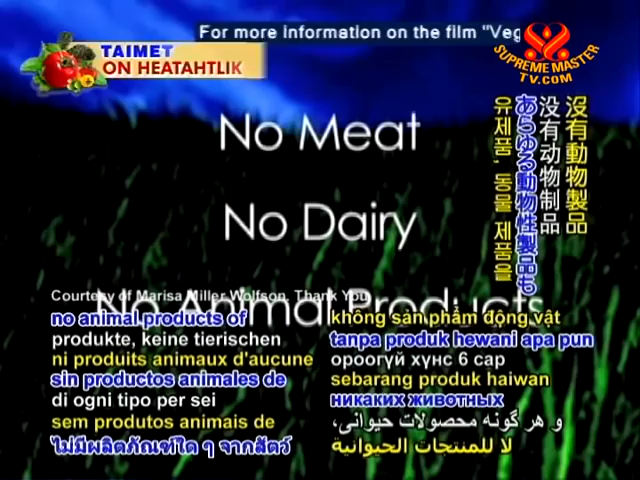 For more information on the film "Veg
TAIMET
ON HEATAHTLIK
SUPREME MASTER
TV.COM
No Meat
No Dairy
No Animal Products
沒有動物製品
没有动物制品
あらゆる動物性製品も
유제품, 동물 제품을
Courtesy of Marisa Miller Wolfson, Thank You
no animal products of
produkte, keine tierischen
ni produits animaux d'aucune
sin productos animales de
di ogni tipo per sei
sem produtos animais de
ไม่มีผลิตภัณฑ์ใด ๆ จากสัตว์
không sản phẩm động vật
tanpa produk hewani apa pun
ороогүй хүнс 6 сар
sebarang produk haiwan
никаких животных
و هر گونه محصولات حیوانی،
لا للمنتجات الحيوانية